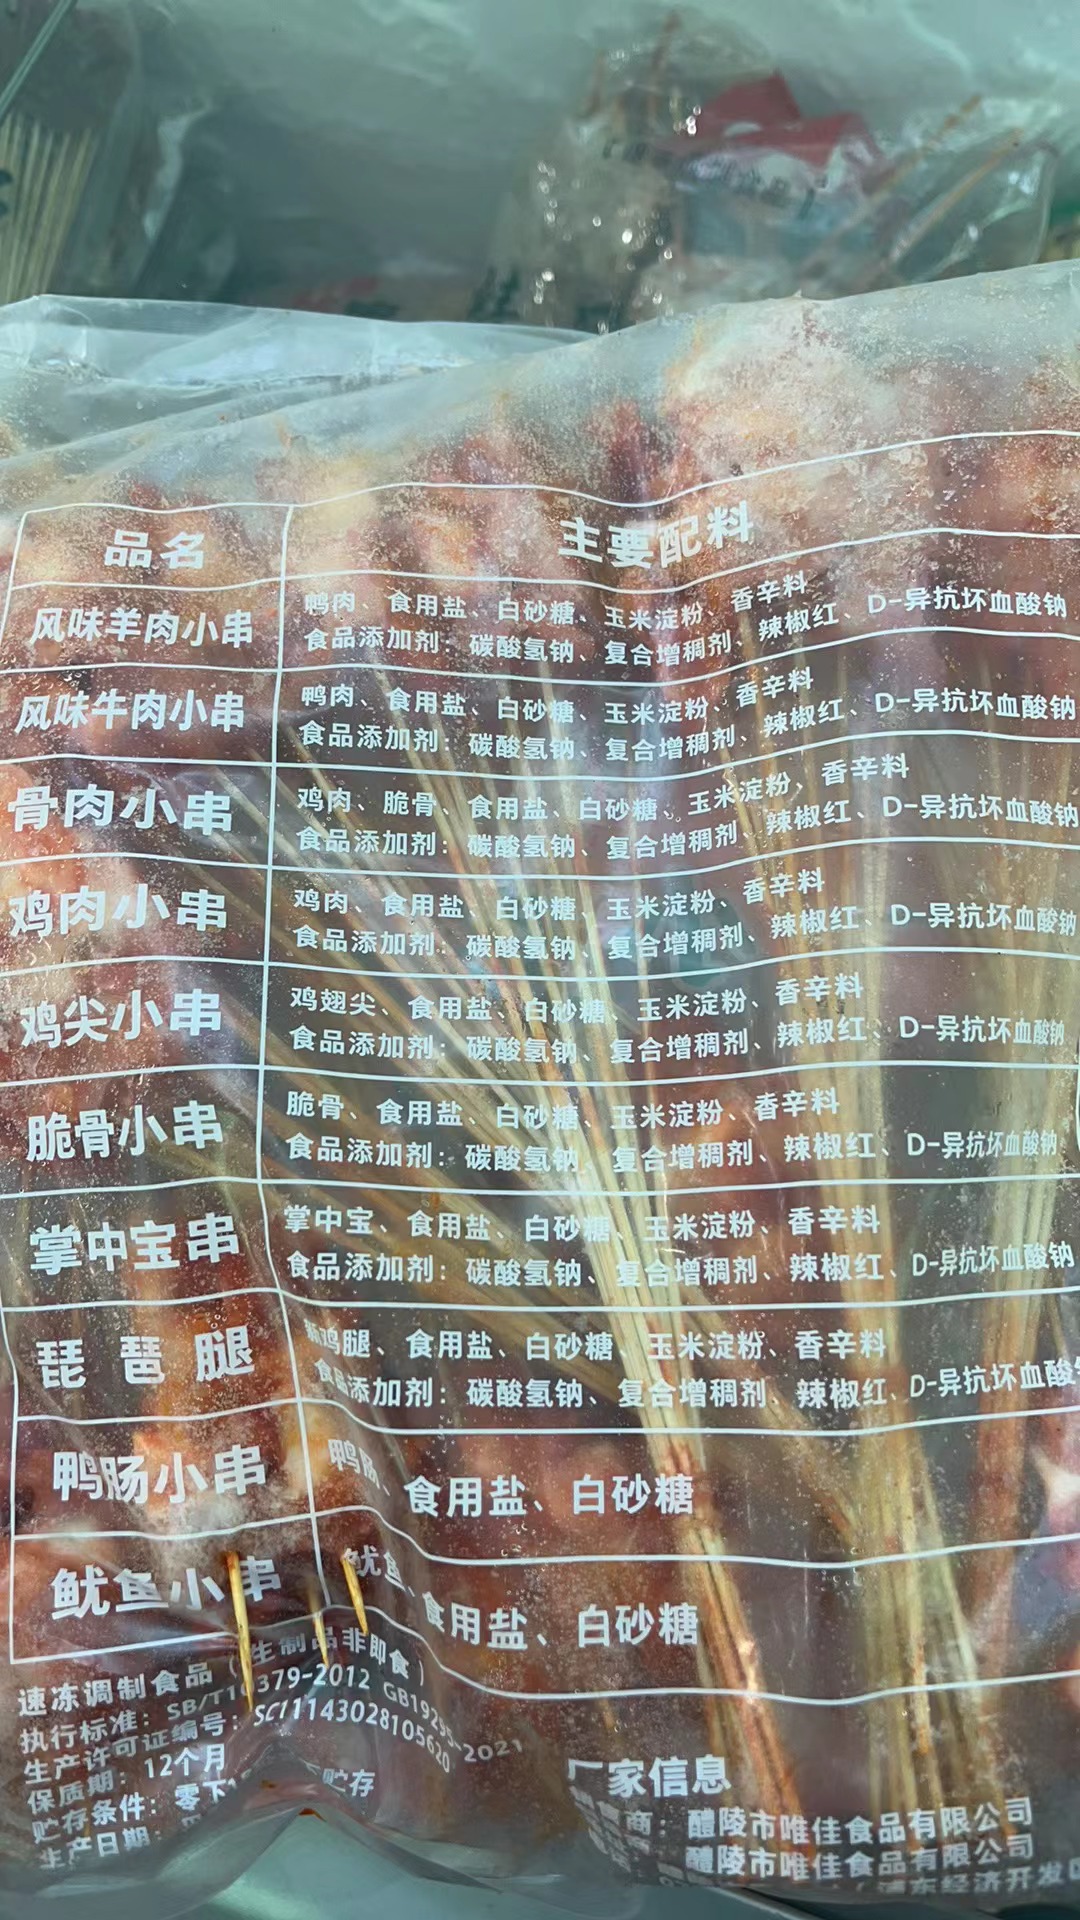 品名
主要配料
风味羊肉小串
鸭肉、食用盐、白砂糖、玉米淀粉、香辛料
食品添加剂：碳酸氢钠、复合增稠剂、辣椒红、D-异抗坏血酸钠
风味牛肉小串
鸭肉、食用盐、白砂糖、玉米淀粉、香辛料
食品添加剂：碳酸氢钠、复合增稠剂、辣椒红、D-异抗坏血酸钠
骨肉小串
鸡肉、脆骨、食用盐、白砂糖、玉米淀粉、香辛料
食品添加剂：碳酸氢钠、复合增稠剂、辣椒红、D-异抗坏血酸钠
鸡肉小串
鸡肉、食用盐、白砂糖、玉米淀粉、香辛料
食品添加剂：碳酸氢钠、复合增稠剂、辣椒红、D-异抗坏血酸钠
鸡尖小串
鸡翅尖、食用盐、白砂糖、玉米淀粉、香辛料
食品添加剂：碳酸氢钠、复合增稠剂、辣椒红、D-异抗坏血酸钠
脆骨小串
脆骨、食用盐、白砂糖、玉米淀粉、香辛料
食品添加剂：碳酸氢钠、复合增稠剂、辣椒红、D-异抗坏血酸钠
掌中宝串
掌中宝、食用盐、白砂糖、玉米淀粉、香辛料
食品添加剂：碳酸氢钠、复合增稠剂、辣椒红、D-异抗坏血酸钠
琵琶腿
鸡腿、食用盐、白砂糖、玉米淀粉、香辛料
食品添加剂：碳酸氢钠、复合增稠剂、辣椒红、D-异抗坏血酸
鸭肠小串
鸭肠、食用盐、白砂糖
鱿鱼小串
鱿鱼、食用盐、白砂糖
速冻调制食品（生制品非即食）
执行标准：SB/T10379-2012 GB19295-2021
生产许可证编号：SC11143028105620
保质期：12个月
贮存条件：零下 贮存
生产日期：
厂家信息
商：醴陵市唯佳食品有限公司
醴陵市唯佳食品有限公司
浦东经济开发区